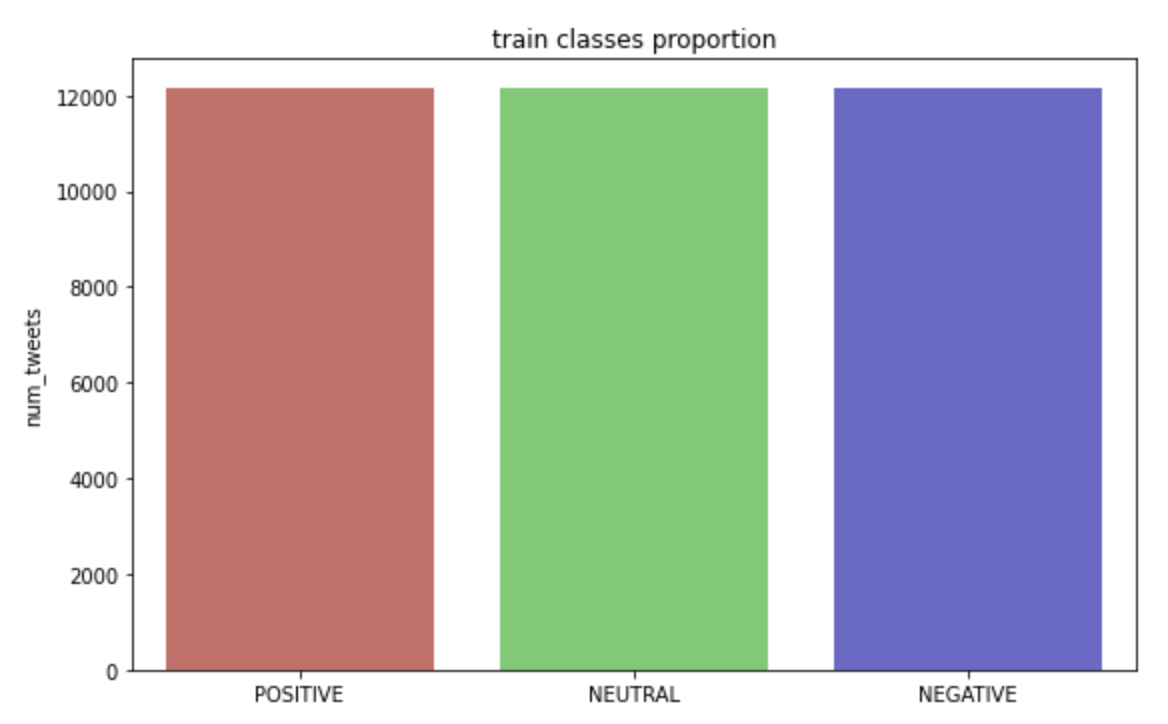 train classes proportion
12000
10000
8000
6000
4000
2000
0
num_tweets
POSITIVE NEUTRAL NEGATIVE